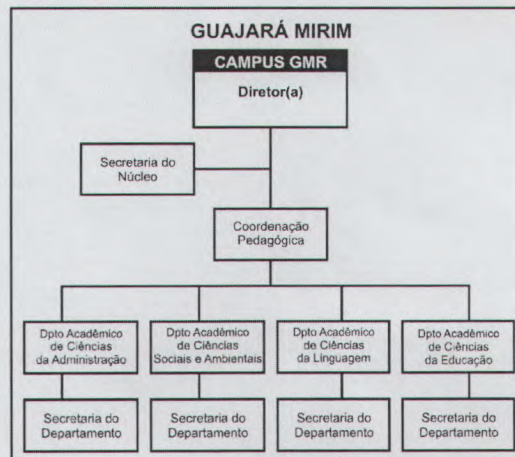 GUAJARÁ MIRIM
CAMPUS GMR
Diretor(a)
Secretaria do
Núcleo
Coordenação
Pedagógica
Dpto Acadêmico
de Ciências
da Administração
Dpto Acadêmico
de Ciências
Sociais e Ambientais
Dpto Acadêmico
de Ciências
da Linguagem
Dpto Acadêmico
de Ciências
da Educação
Secretaria do
Departamento
Secretaria do
Departamento
Secretaria do
Departamento
Secretaria do
Departamento